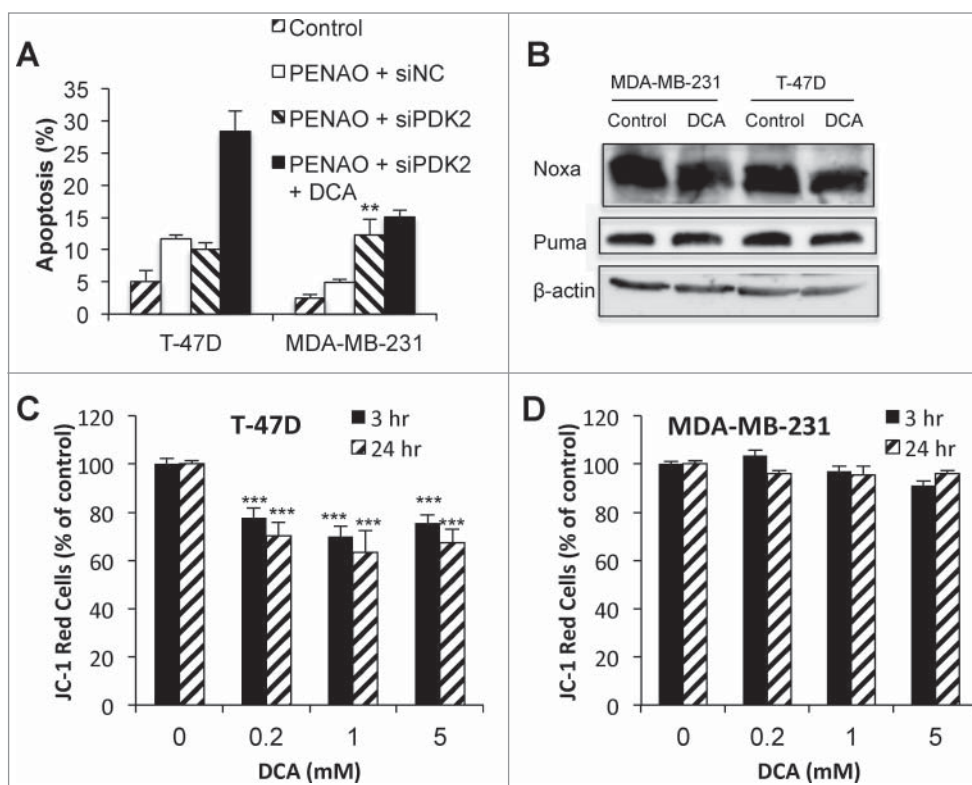 A
Control
PENAO + siNC
PENAO + siPDK2
PENAO + siPDK2
+ DCA
Apoptosis (%)
35
30
25
20
15
10
5
0
**
T-47D
MDA-MB-231
B
MDA-MB-231
T-47D
Control
DCA
Control
DCA
Noxa
Puma
β-actin
C
T-47D
3 hr
24 hr
JC-1 Red Cells (% of control)
120
100
80
60
40
20
0
***
***
***
***
***
***
0
0.2
1
5
DCA (mM)
D
MDA-MB-231
3 hr
24 hr
JC-1 Red Cells (% of control)
120
100
80
60
40
20
0
0
0.2
1
5
DCA (mM)